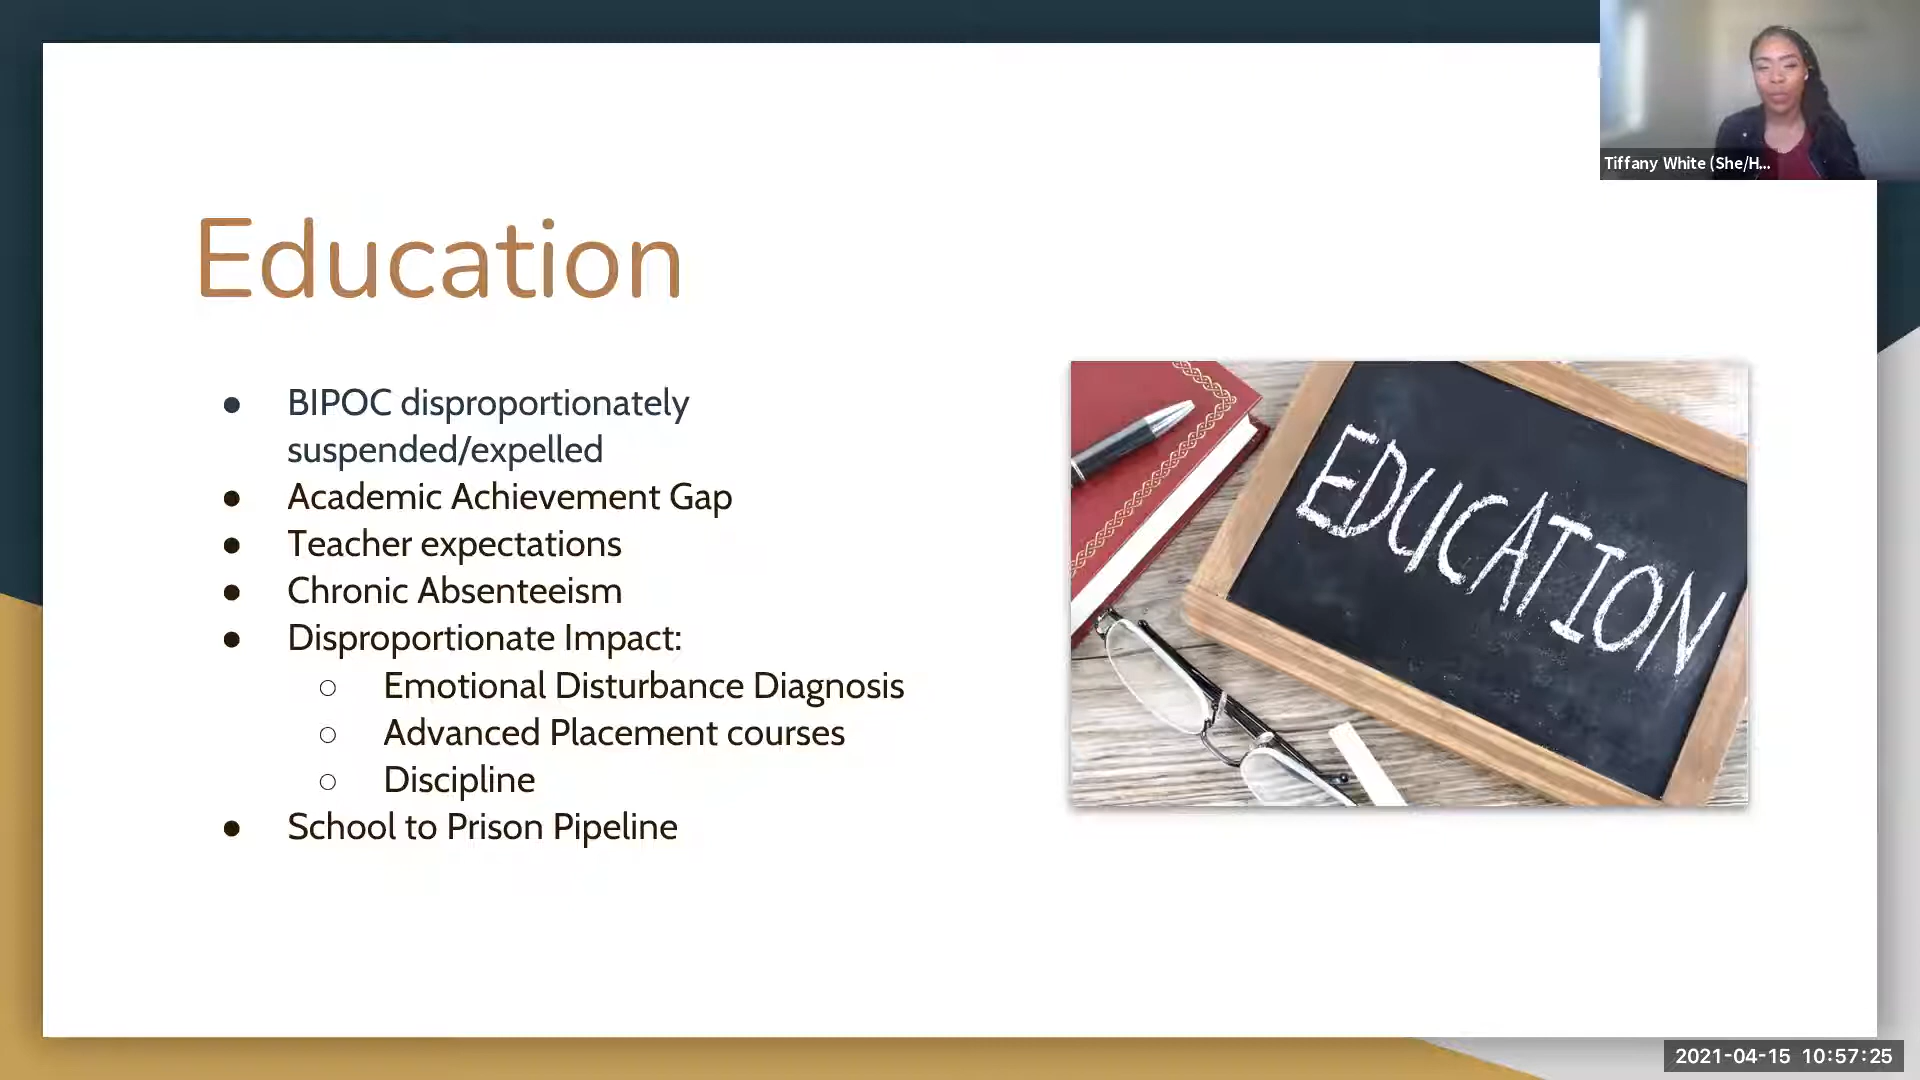 Tiffany White (She/H...
Education
● BIPOC disproportionately
suspended/expelled
● Academic Achievement Gap
● Teacher expectations
● Chronic Absenteeism
● Disproportionate Impact:
○ Emotional Disturbance Diagnosis
○ Advanced Placement courses
○ Discipline
● School to Prison Pipeline
EDUCATION
2021-04-15 10:57:25